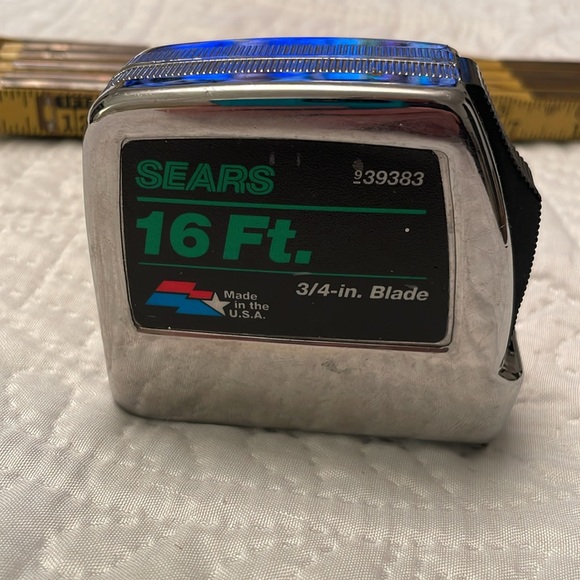 SEARS
939383
16 Ft.
3/4-in. Blade
Made
in the
U.S.A.